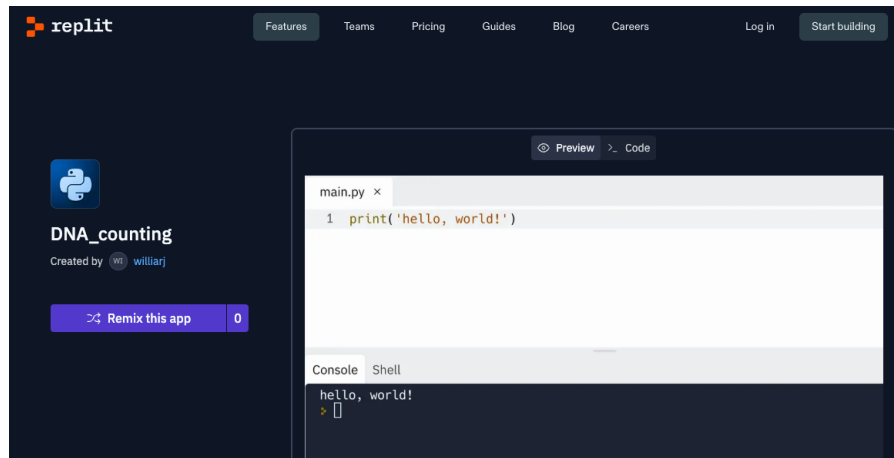 replit Features Teams Pricing Guides Blog Careers Log in Start building
Preview >_ Code
main.py ×
1 print('hello, world!')
DNA_counting
Created by WI williarj
Remix this app 0
Console Shell
hello, world!
>